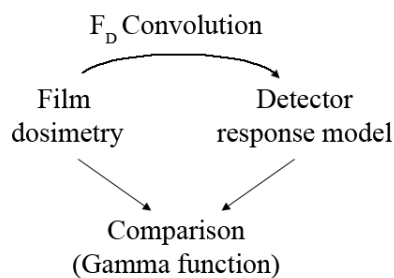 F_D Convolution
Film
dosimetry
Detector
response model
Comparison
(Gamma function)